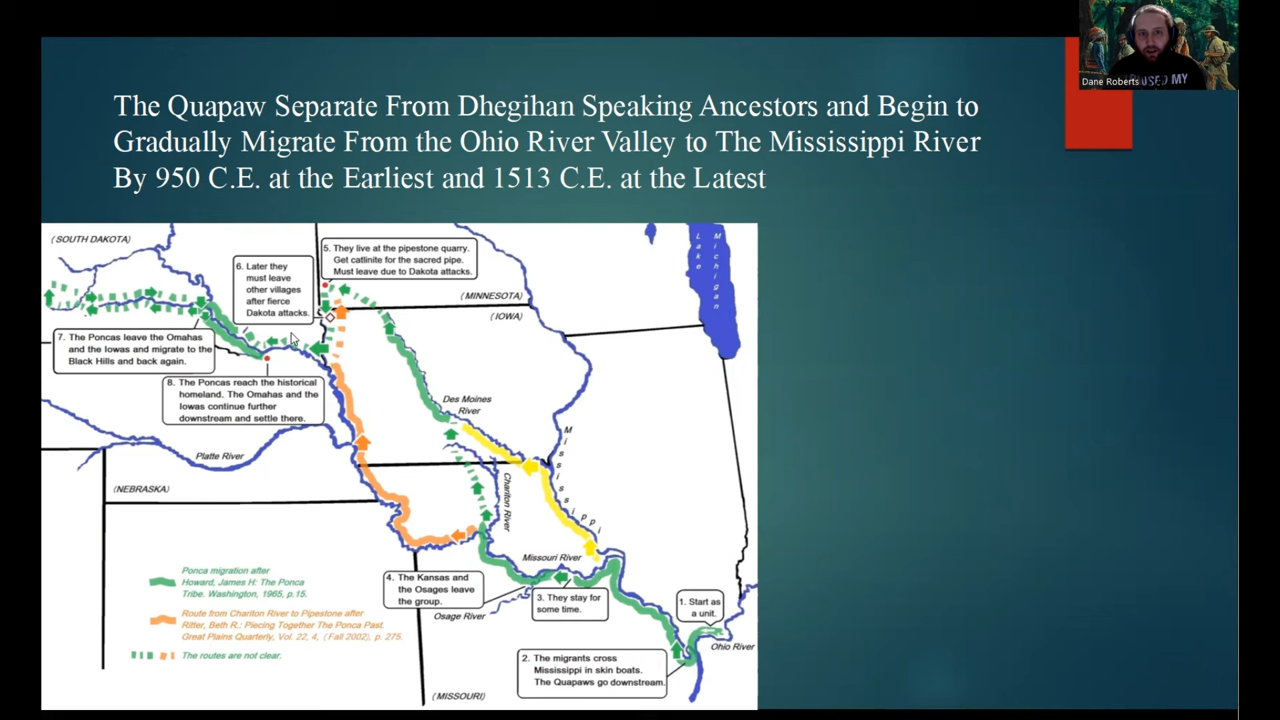 The Quapaw Separate From Dhegihan Speaking Ancestors and Begin to
Gradually Migrate From the Ohio River Valley to The Mississippi River
By 950 C.E. at the Earliest and 1513 C.E. at the Latest
Dane Roberts
USED MY
(SOUTH DAKOTA)
6. Later they
must leave
other villages
after fierce
Dakota attacks.
5. They live at the pipestone quarry.
Get catlinite for the sacred pipe.
Must leave due to Dakota attacks.
Lake
Michigan
(MINNESOTA)
(IOWA)
7. The Poncas leave the Omahas
and the Iowas and migrate to the
Black Hills and back again.
8. The Poncas reach the historical
homeland. The Omahas and the
Iowas continue further
downstream and settle there.
Des Moines
River
Mississippi
Platte River
(NEBRASKA)
Chariton River
Missouri River
4. The Kansas and
the Osages leave
the group.
3. They stay for
some time.
1. Start as
a unit.
Osage River
Ohio River
2. The migrants cross
Mississippi in skin boats.
The Quapaws go downstream.
(MISSOURI)
Ponca migration after
Howard, James H: The Ponca
Tribe. Washington, 1965, p.15.
Route from Chariton River to Pipestone after
Ritter, Beth R.: Piecing Together The Ponca Past.
Great Plains Quarterly, Vol. 22, 4, (Fall 2002), p. 275.
The routes are not clear.